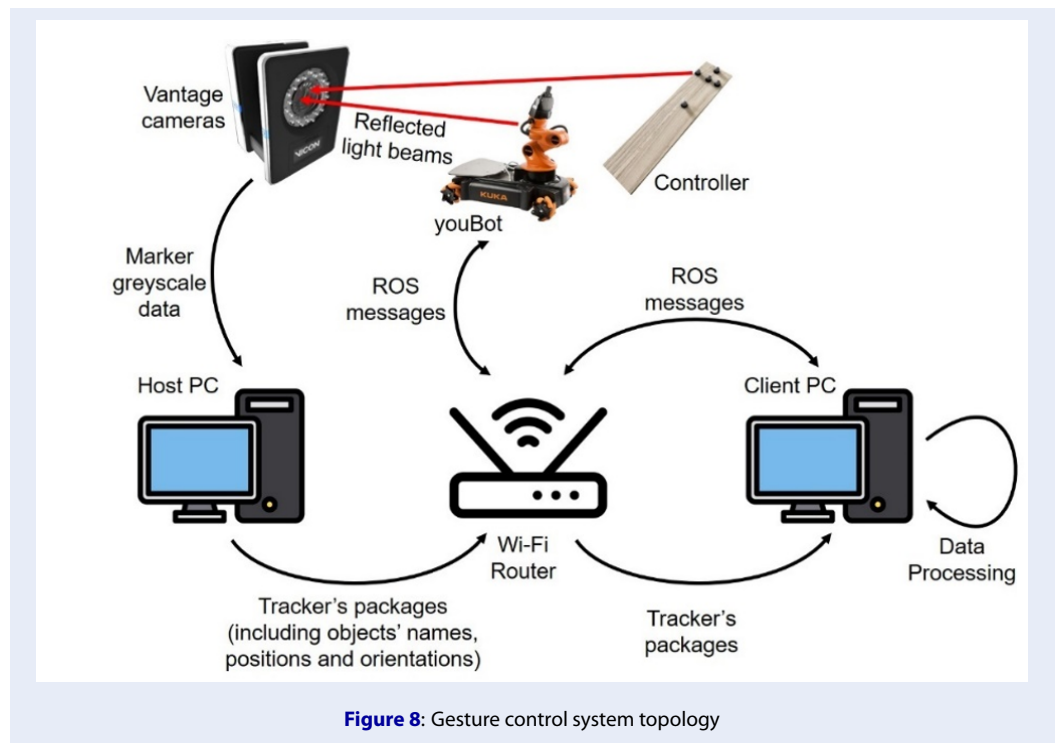 Vantage
cameras
VICON
Reflected
light beams
KUKA
youBot
Controller
Marker
greyscale
data
ROS
messages
ROS
messages
Host PC
Client PC
Wi-Fi
Router
Data
Processing
Tracker’s packages
(including objects’ names,
positions and orientations)
Tracker’s
packages
Figure 8: Gesture control system topology